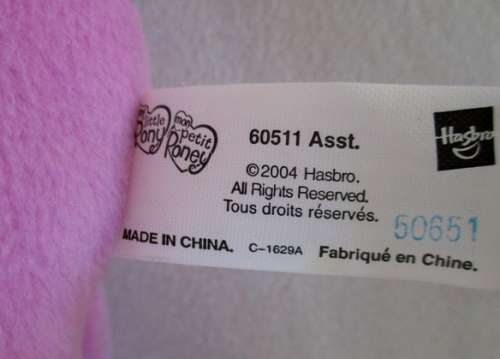 little
Pony
mon
petit
Poney
60511 Asst.
Hasbro
©2004 Hasbro.
All Rights Reserved.
Tous droits réservés.
50651
MADE IN CHINA.
C-1629A
Fabriqué en Chine.